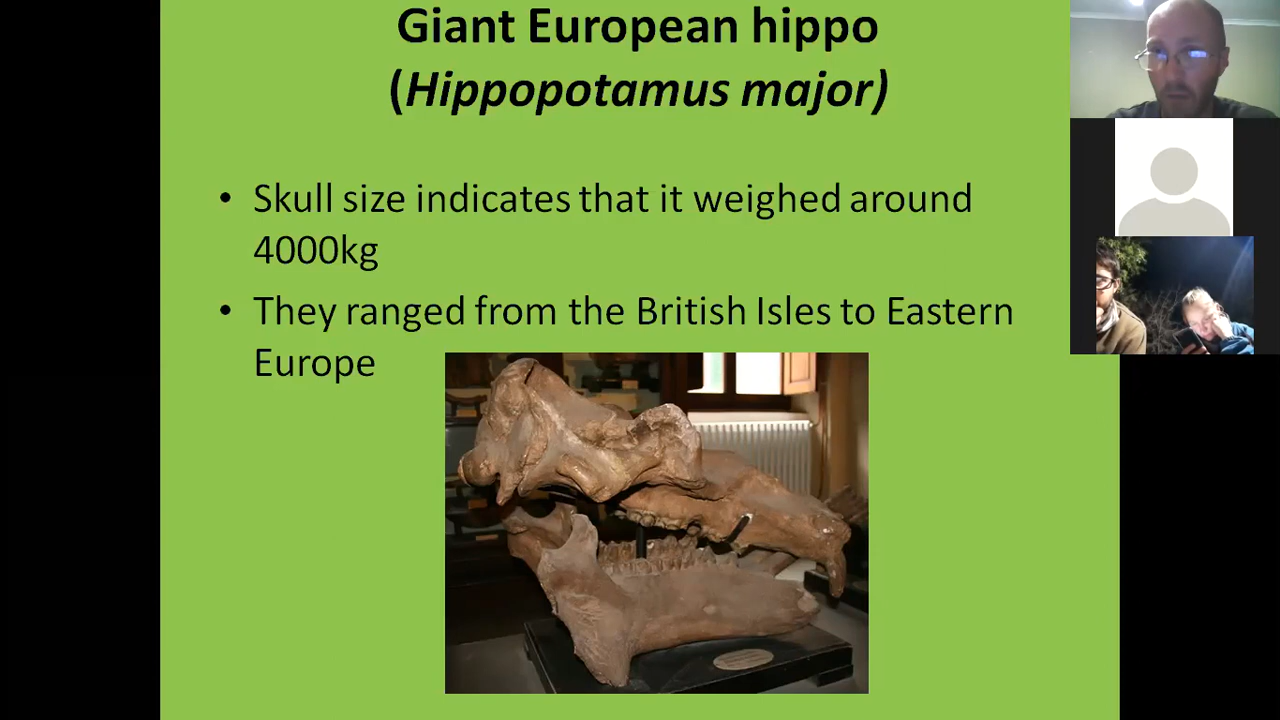 Giant European hippo
(Hippopotamus major)
• Skull size indicates that it weighed around
4000kg
• They ranged from the British Isles to Eastern
Europe